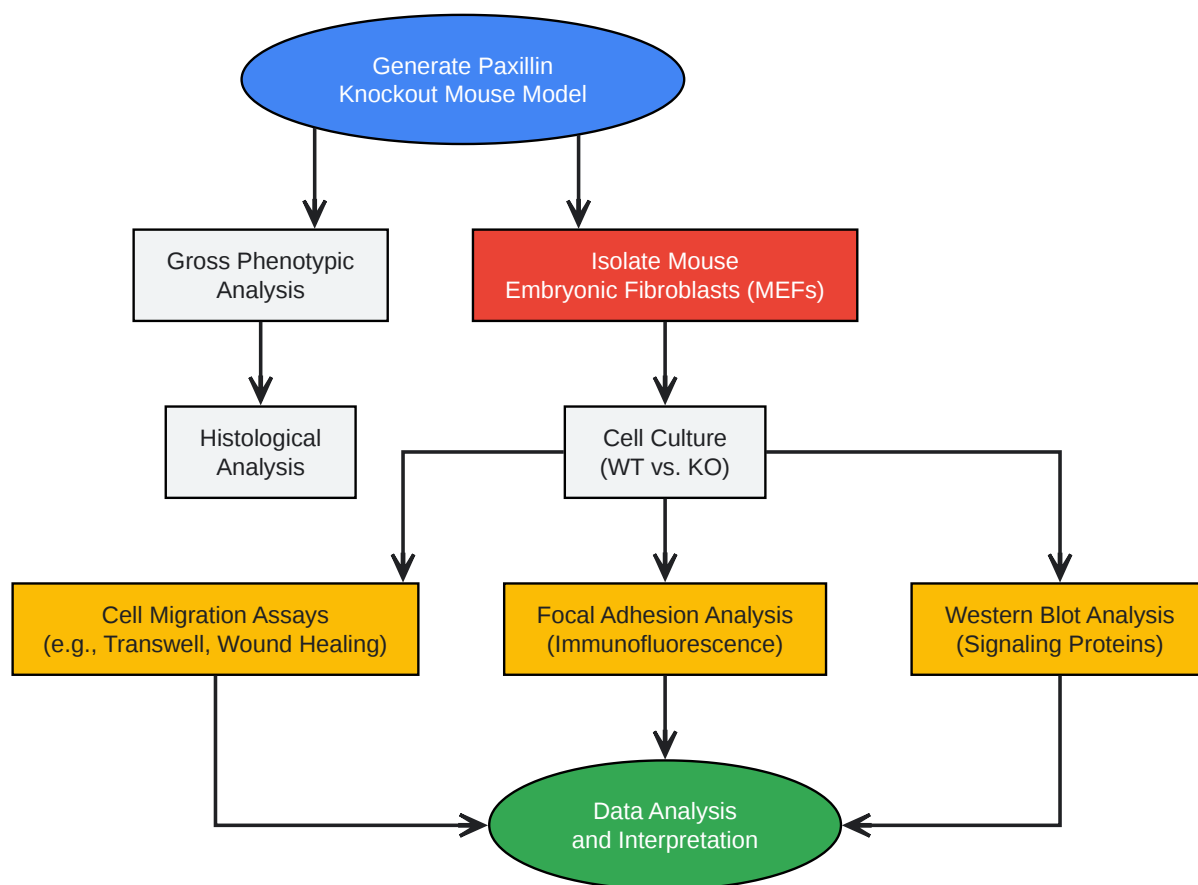 Generate Paxillin
Knockout Mouse Model
Gross Phenotypic
Analysis
Isolate Mouse
Embryonic Fibroblasts (MEFs)
Histological
Analysis
Cell Culture
(WT vs. KO)
Cell Migration Assays
(e.g., Transwell, Wound Healing)
Focal Adhesion Analysis
(Immunofluorescence)
Western Blot Analysis
(Signaling Proteins)
Data Analysis
and Interpretation